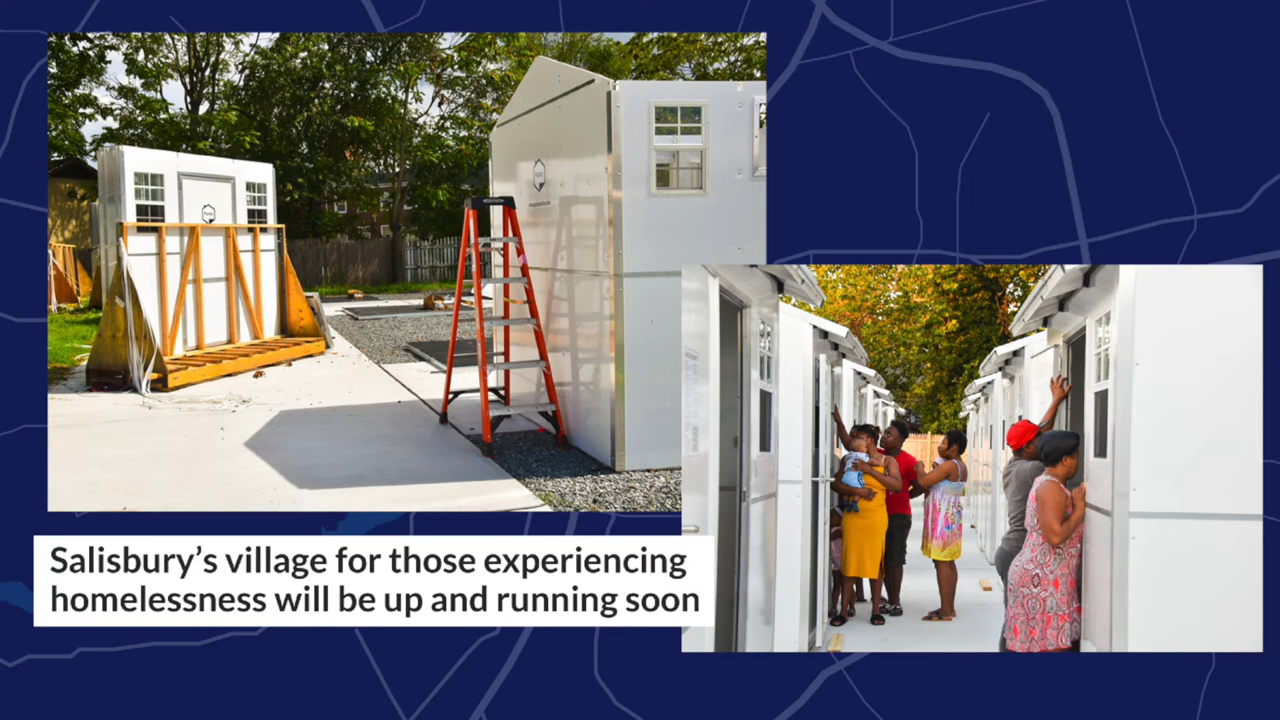 Salisbury's village for those experiencing
homelessness will be up and running soon